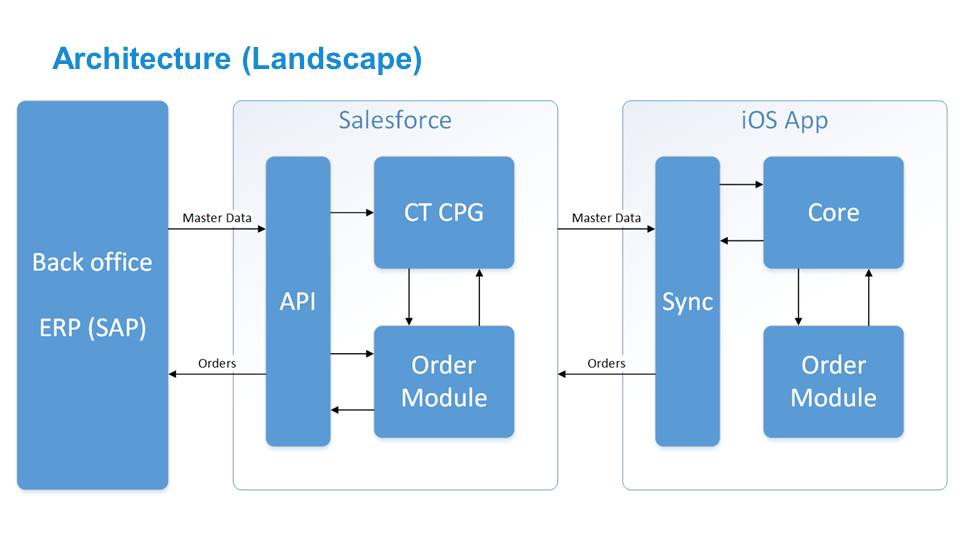 Architecture (Landscape)
Back office
ERP (SAP)
Master Data
Orders
Salesforce
API
CT CPG
Order
Module
Master Data
Orders
iOS App
Sync
Core
Order
Module